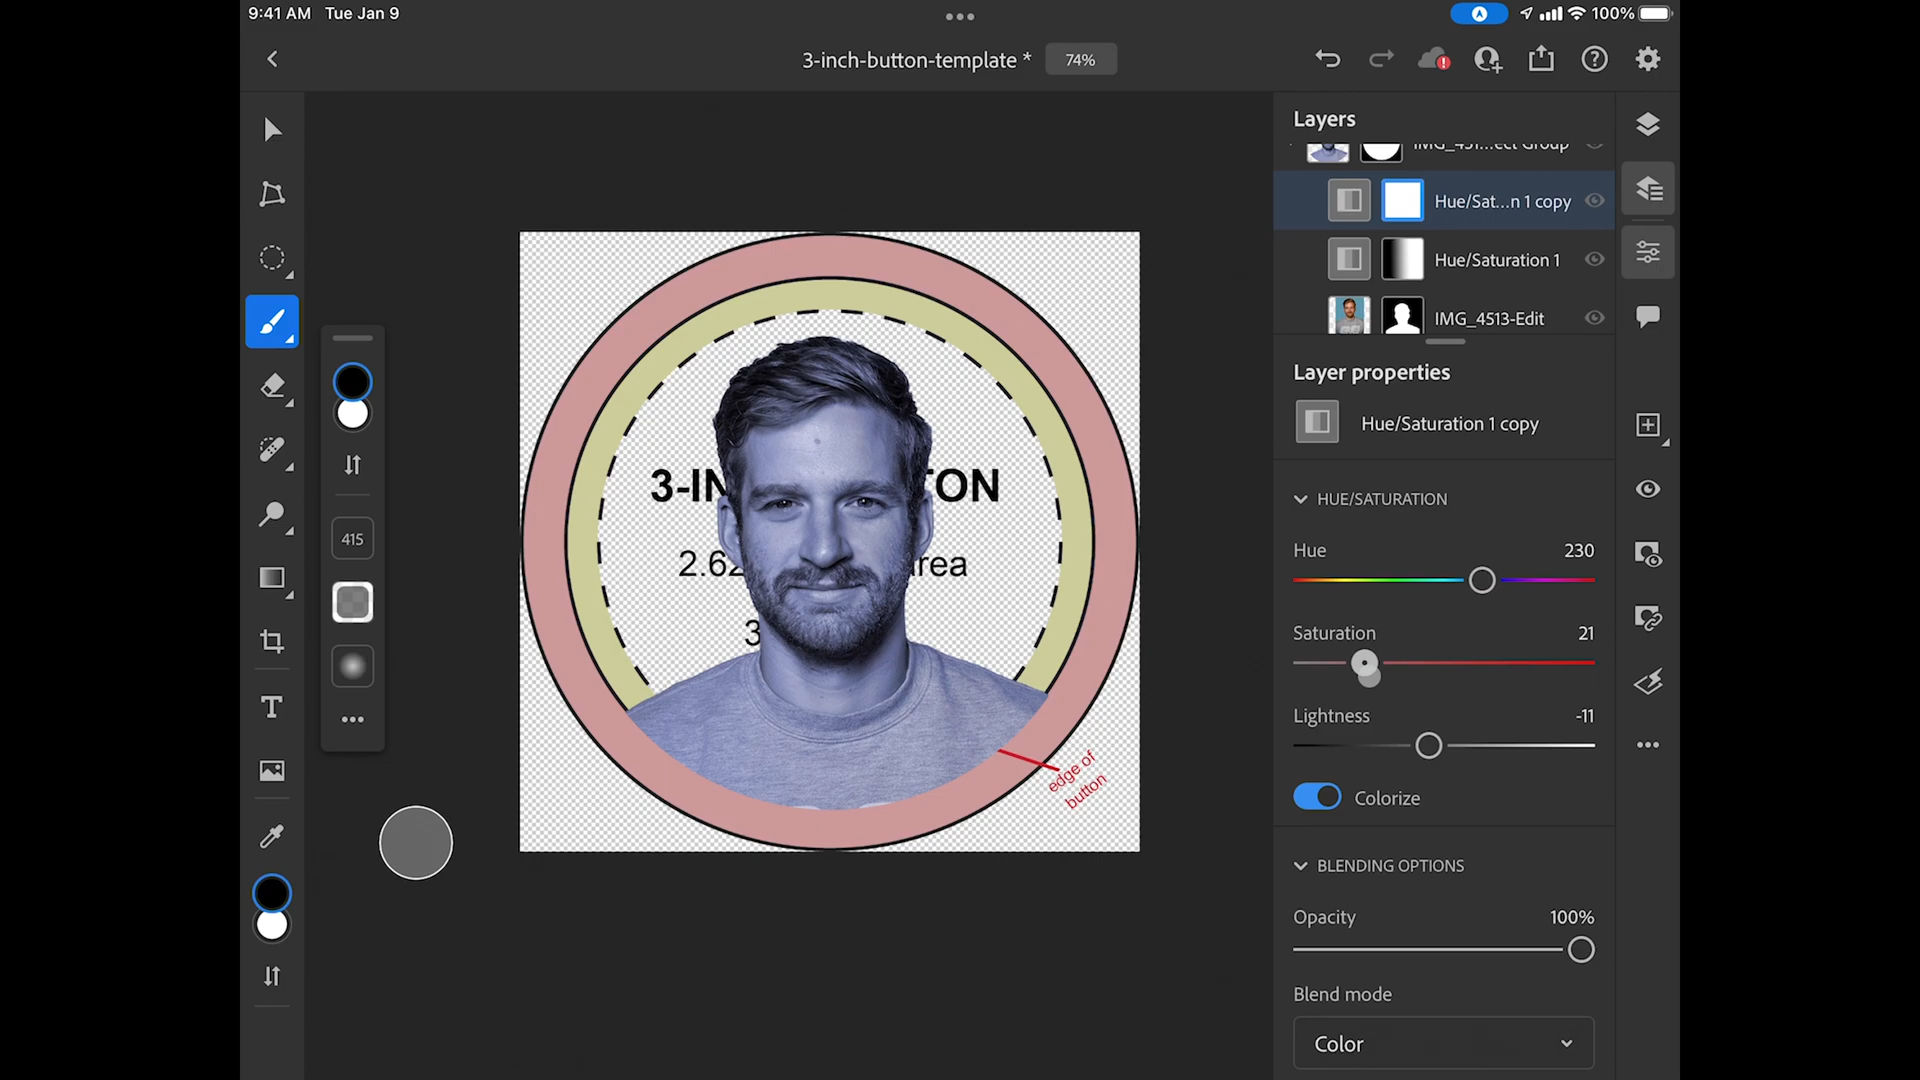 9:41 AM Tue Jan 9
100%
3-inch-button-template *
74%
Layers
Hue/Sat...n 1 copy
Hue/Saturation 1
IMG_4513-Edit
Layer properties
Hue/Saturation 1 copy
HUE/SATURATION
Hue 230
Saturation 21
Lightness -11
Colorize
BLENDING OPTIONS
Opacity 100%
Blend mode
Color
415
3-IN TON
2.62 rea
3
edge of
button
T